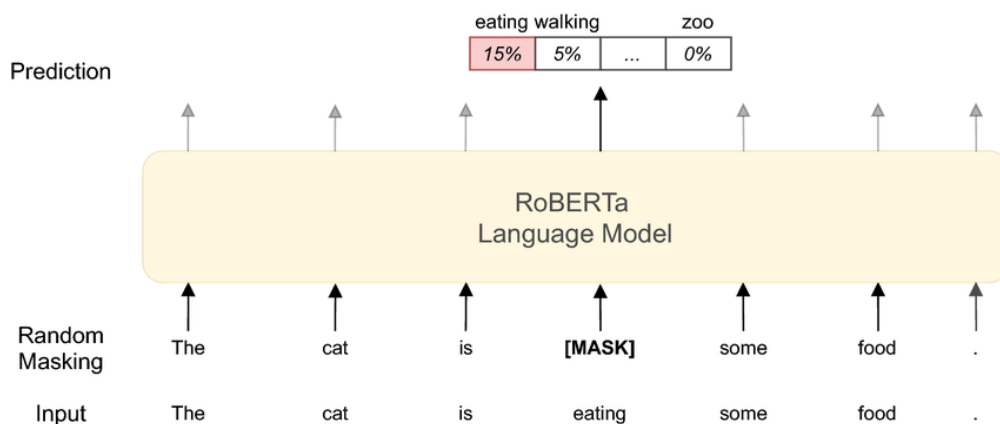 eating walking zoo
15% 5% ... 0%
Prediction
RoBERTa
Language Model
Random
Masking
The cat is [MASK] some food .
Input The cat is eating some food .